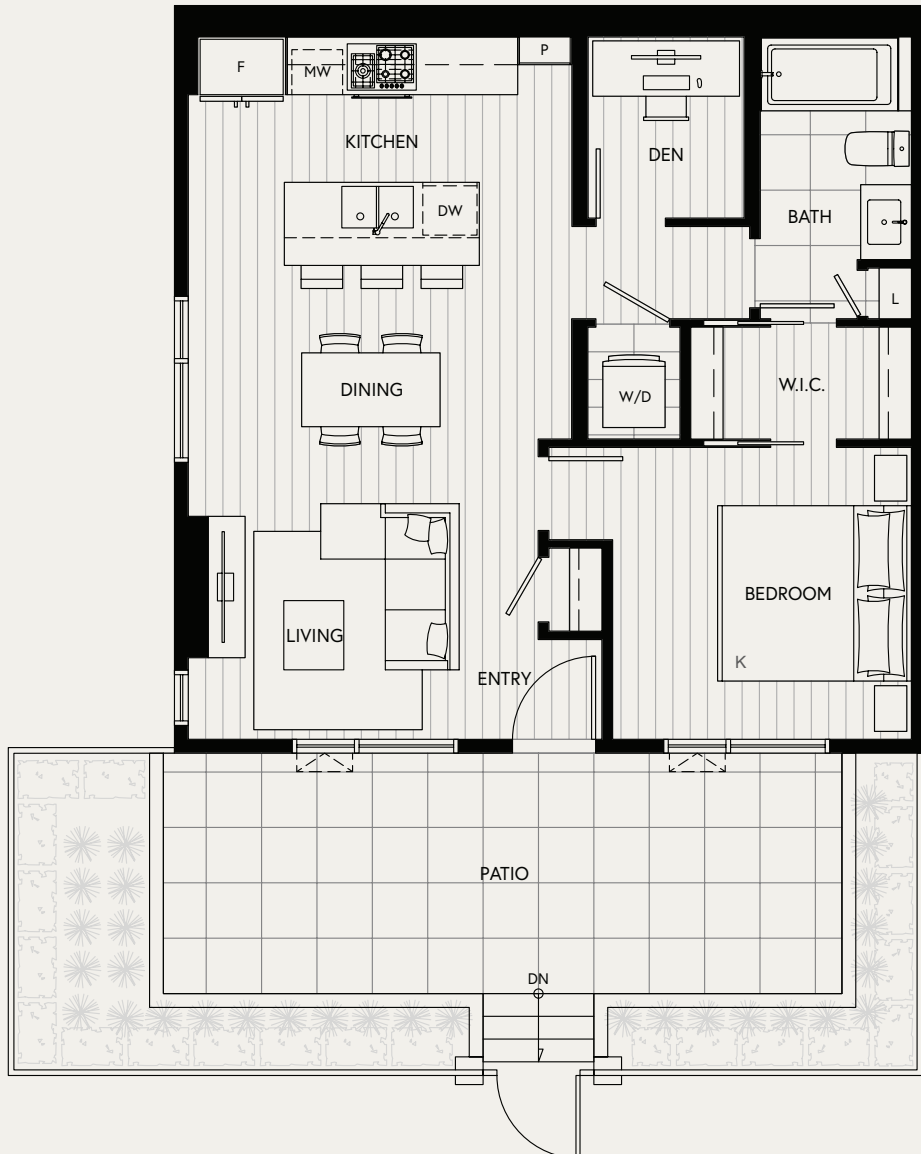 F
MW
P
KITCHEN
DEN
DW
BATH
L
DINING
W/D
W.I.C.
BEDROOM
LIVING
K
ENTRY
PATIO
DN